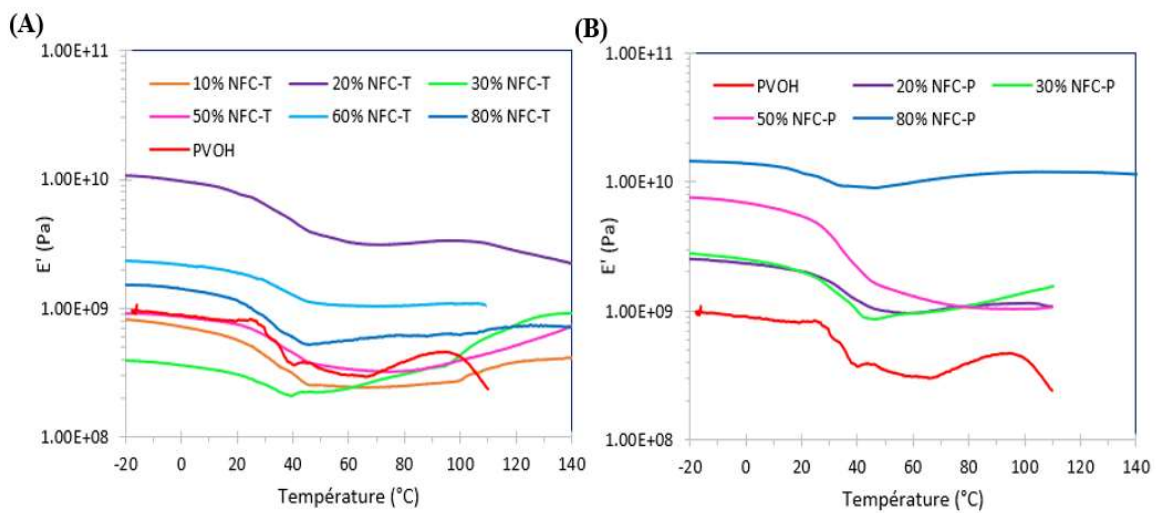 (A)
1.00E+11
10% NFC-T 20% NFC-T 30% NFC-T
50% NFC-T 60% NFC-T 80% NFC-T
PVOH
1.00E+10
1.00E+09
1.00E+08
E' (Pa)
-20 0 20 40 60 80 100 120 140
Température (°C)
(B)
1.00E+11
PVOH 20% NFC-P 30% NFC-P
50% NFC-P 80% NFC-P
1.00E+10
1.00E+09
1.00E+08
E' (Pa)
-20 0 20 40 60 80 100 120 140
Température (°C)